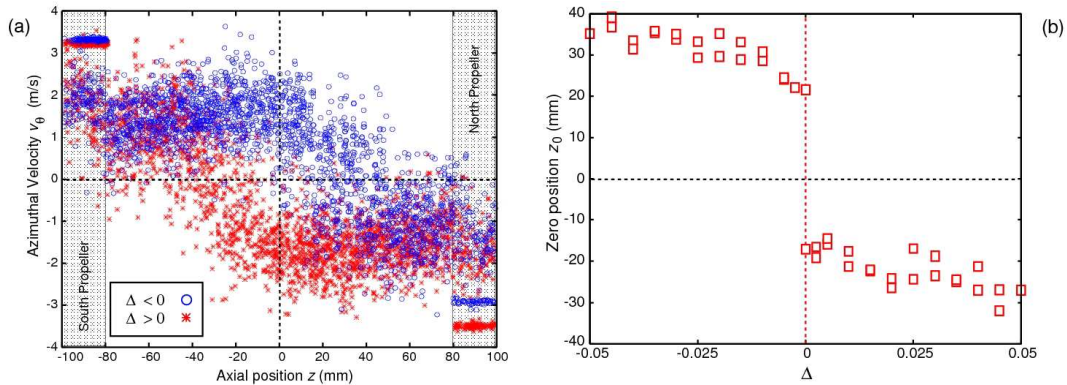 (a)
Azimuthal Velocity vθ (m/s)
4
3
2
1
0
-1
-2
-3
-4
South Propeller
North Propeller
Δ < 0
Δ > 0
-100 -80 -60 -40 -20 0 20 40 60 80 100
Axial position z (mm)
(b)
Zero position z0 (mm)
40
30
20
10
0
-10
-20
-30
-40
-0.05 -0.025 0 0.025 0.05
Δ